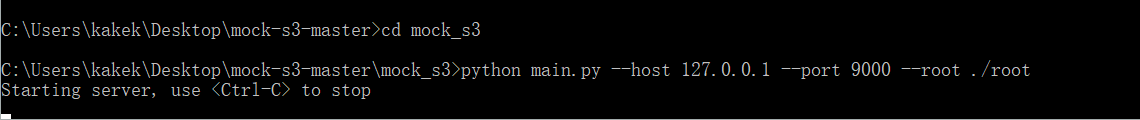 C:\Users\kakek\Desktop\mock-s3-master>cd mock_s3
C:\Users\kakek\Desktop\mock-s3-master\mock_s3>python main.py --host 127.0.0.1 --port 9000 --root ./root
Starting server, use <Ctrl-C> to stop